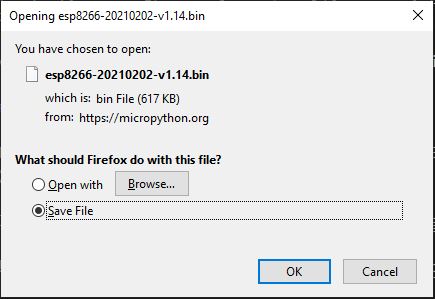 Opening esp8266-20210202-v1.14.bin
You have chosen to open:
esp8266-20210202-v1.14.bin
which is: bin File (617 KB)
from: https://micropython.org
What should Firefox do with this file?
Open with Browse...
Save File
OK Cancel